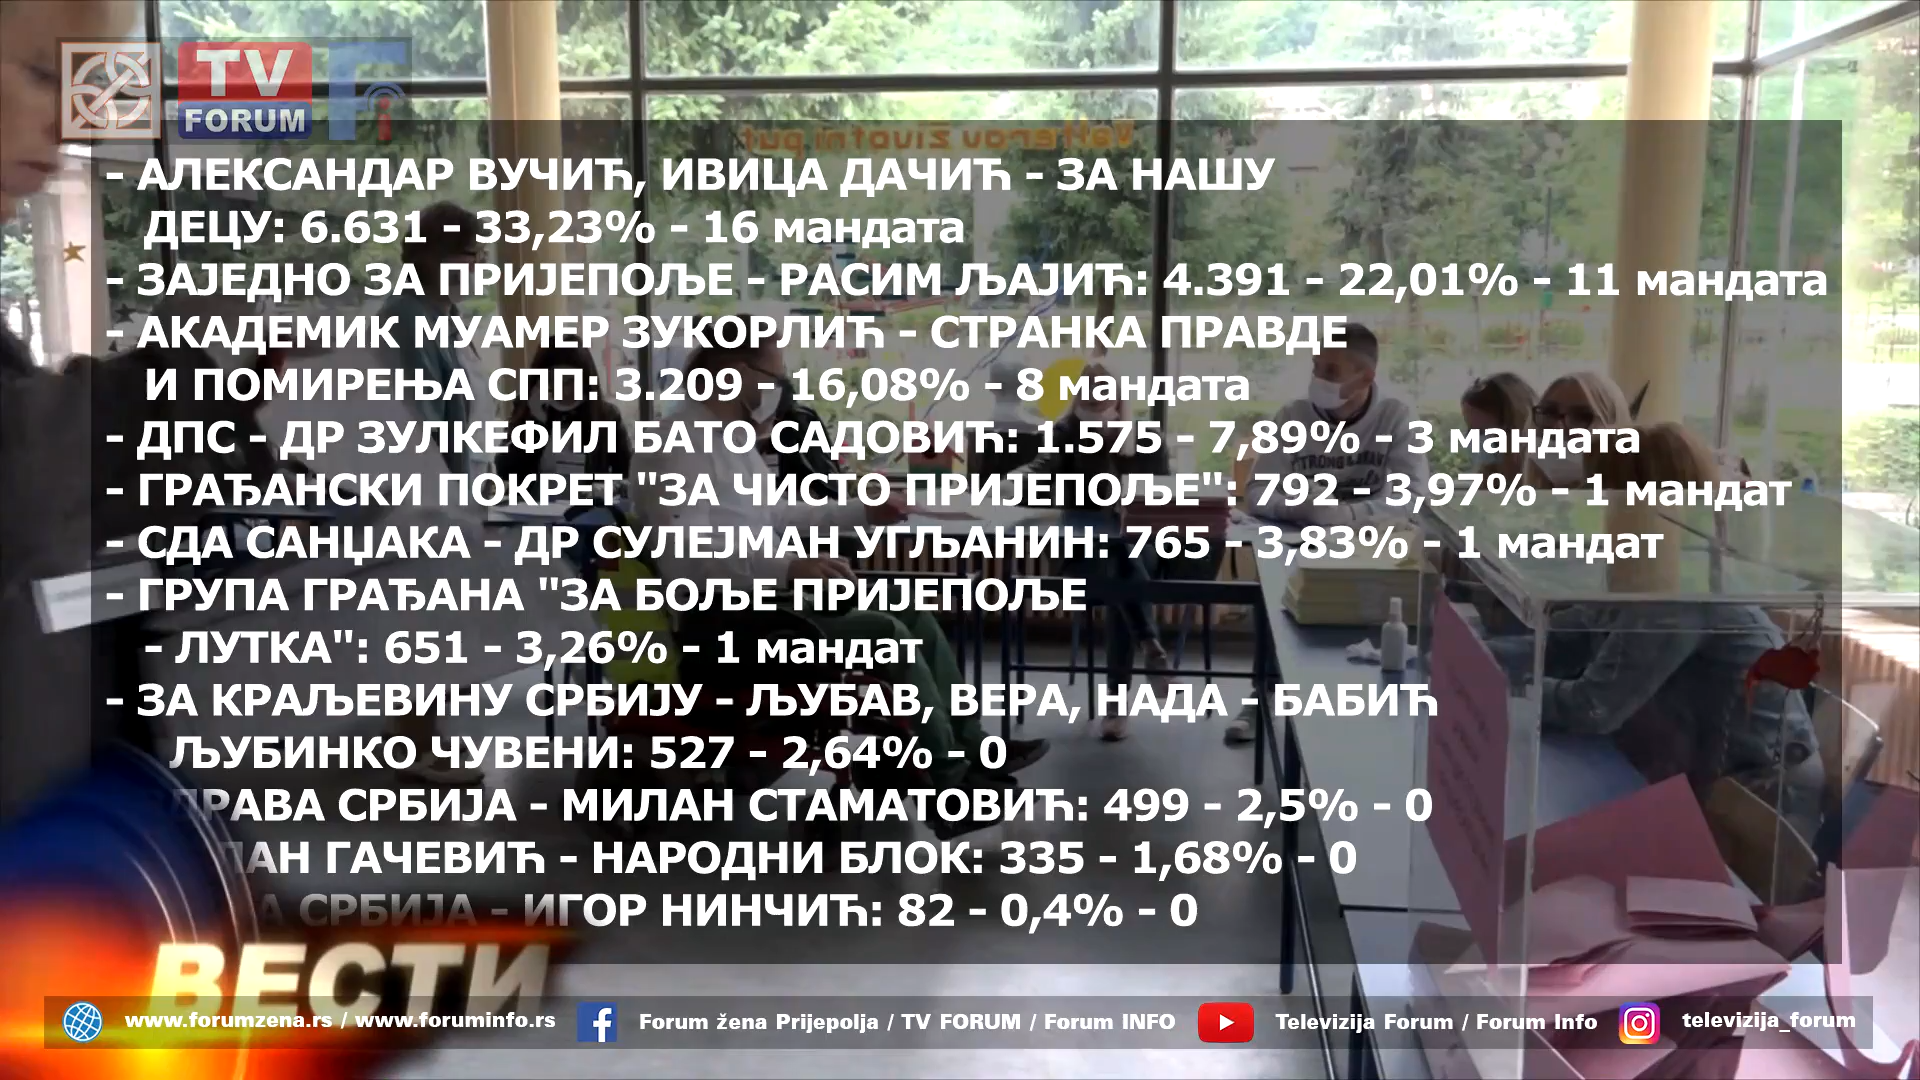 TV
FORUM
Valterov životni put
- АЛЕКСАНДАР ВУЧИЋ, ИВИЦА ДАЧИЋ - ЗА НАШУ
ДЕЦУ: 6.631 - 33,23% - 16 мандата
- ЗАЈЕДНО ЗА ПРИЈЕПОЉЕ - РАСИМ ЉАЈИЋ: 4.391 - 22,01% - 11 мандата
- АКАДЕМИК МУАМЕР ЗУКОРЛИЋ - СТРАНКА ПРАВДЕ
И ПОМИРЕЊА СПП: 3.209 - 16,08% - 8 мандата
- ДПС - ДР ЗУЛКЕФИЛ БАТО САДОВИЋ: 1.575 - 7,89% - 3 мандата
- ГРАЂАНСКИ ПОКРЕТ "ЗА ЧИСТО ПРИЈЕПОЉЕ": 792 - 3,97% - 1 мандат
- СДА САНЏАКА - ДР СУЛЕЈМАН УГЉАНИН: 765 - 3,83% - 1 мандат
- ГРУПА ГРАЂАНА "ЗА БОЉЕ ПРИЈЕПОЉЕ
- ЛУТКА": 651 - 3,26% - 1 мандат
- ЗА КРАЉЕВИНУ СРБИЈУ - ЉУБАВ, ВЕРА, НАДА - БАБИЋ
ЉУБИНКО ЧУВЕНИ: 527 - 2,64% - 0
СРБИЈА - МИЛАН СТАМАТОВИЋ: 499 - 2,5% - 0
ГАЧЕВИЋ - НАРОДНИ БЛОК: 335 - 1,68% - 0
СРБИЈА - ИГОР НИНЧИЋ: 82 - 0,4% - 0
ВЕСТИ
www.forumzena.rs / www.foruminfo.rs Forum žena Prijepolja / TV FORUM / Forum INFO Televizija Forum / Forum Info televizija_forum